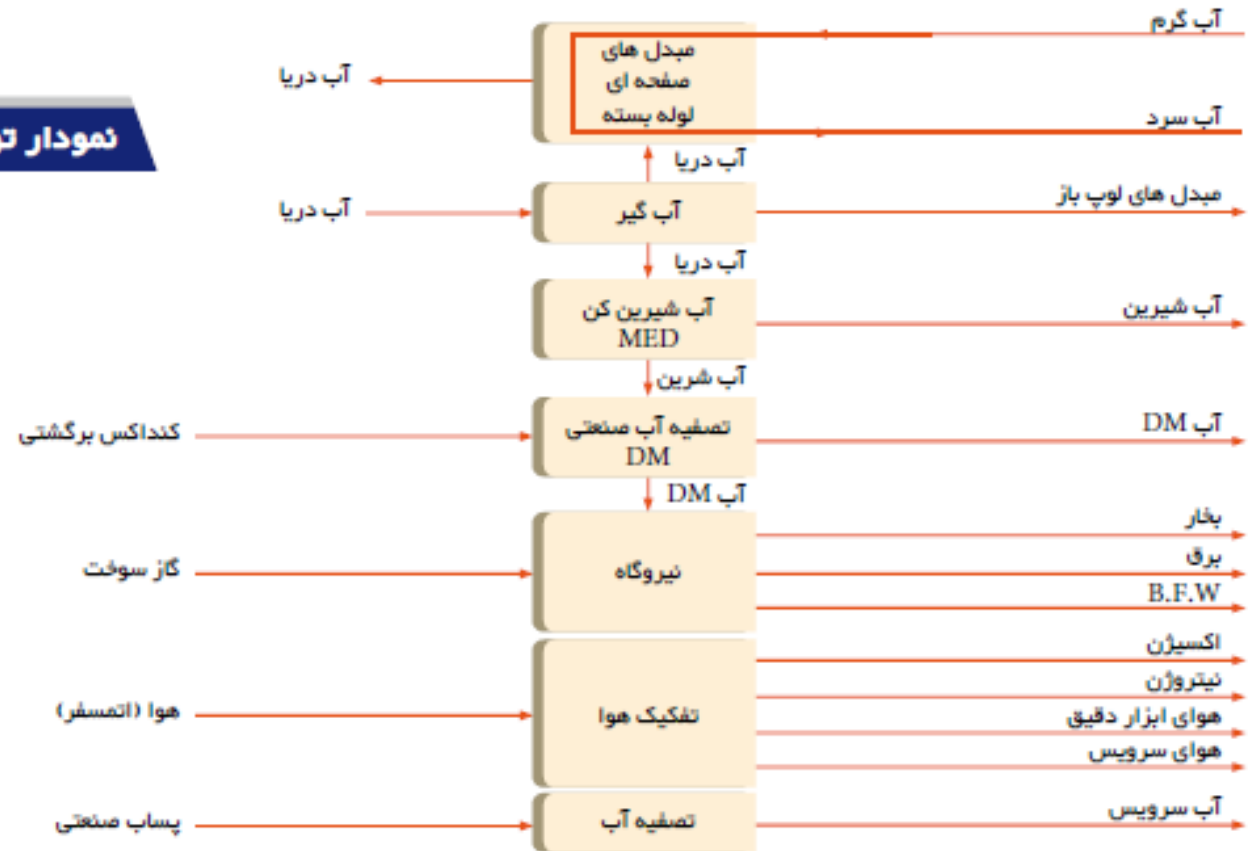 آب گرم
مبدل های
صفحه ای
لوله بسته
آب دریا
آب سرد
نمودار
آب دریا
مبدل های لوپ باز
آب گیر
آب دریا
آب دریا
آب شیرین
آب شیرین کن
MED
آب شرین
آب DM
تصفیه آب صنعتی
DM
کنداکس برگشتی
آب DM
بخار
برق
B.F.W
نیروگاه
گاز سوخت
اکسیژن
نیتروژن
هوای ابزار دقیق
هوای سرویس
تفکیک هوا
هوا (اتمسفر)
آب سرویس
تصفیه آب
پساب صنعتی